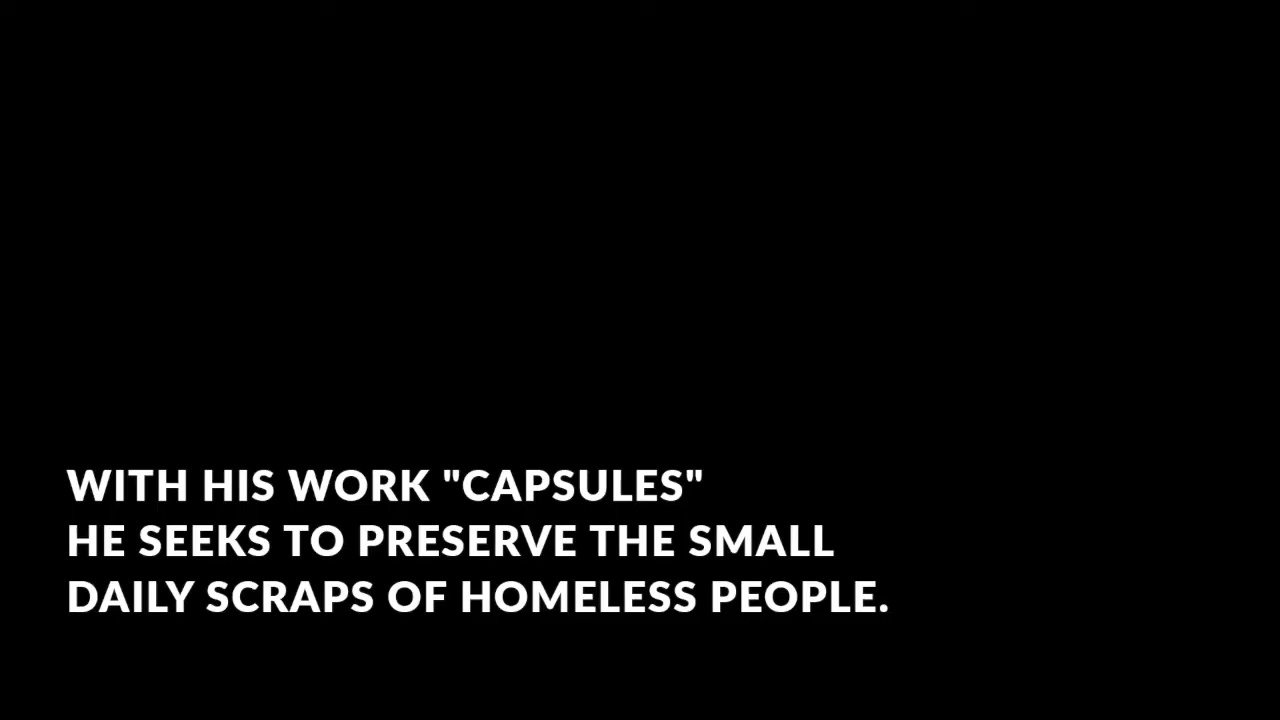 WITH HIS WORK "CAPSULES"
HE SEEKS TO PRESERVE THE SMALL
DAILY SCRAPS OF HOMELESS PEOPLE.